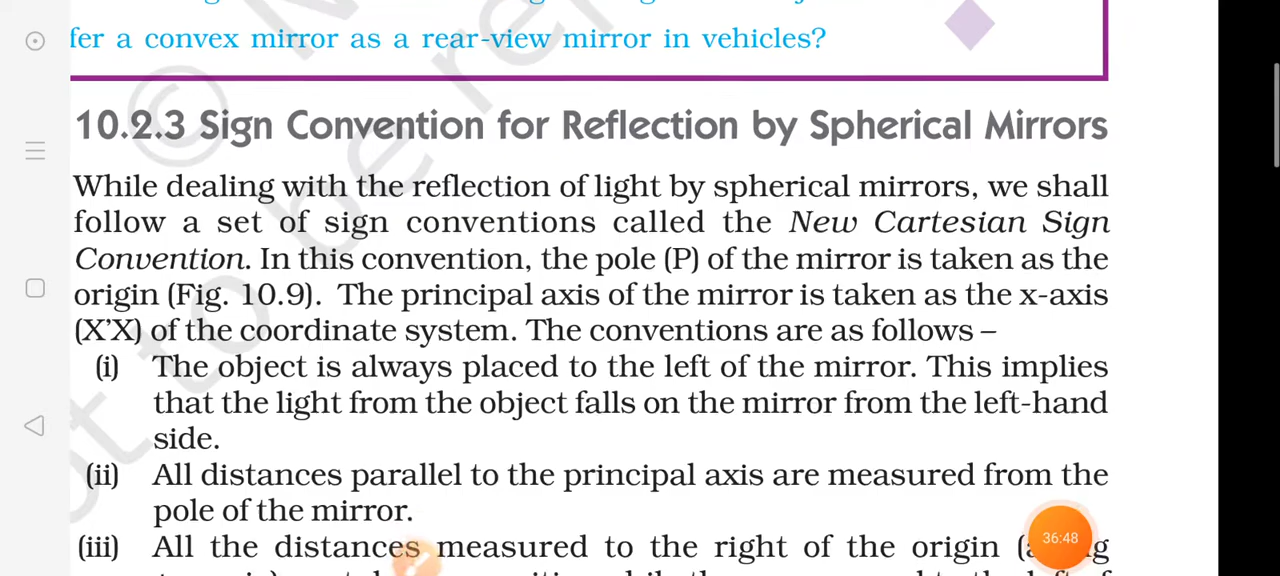 fer a convex mirror as a rear-view mirror in vehicles?
10.2.3 Sign Convention for Reflection by Spherical Mirrors
While dealing with the reflection of light by spherical mirrors, we shall
follow a set of sign conventions called the New Cartesian Sign
Convention. In this convention, the pole (P) of the mirror is taken as the
origin (Fig. 10.9). The principal axis of the mirror is taken as the x-axis
(X’X) of the coordinate system. The conventions are as follows –
(i) The object is always placed to the left of the mirror. This implies
that the light from the object falls on the mirror from the left-hand
side.
(ii) All distances parallel to the principal axis are measured from the
pole of the mirror.
(iii) All the distances measured to the right of the origin
36:48